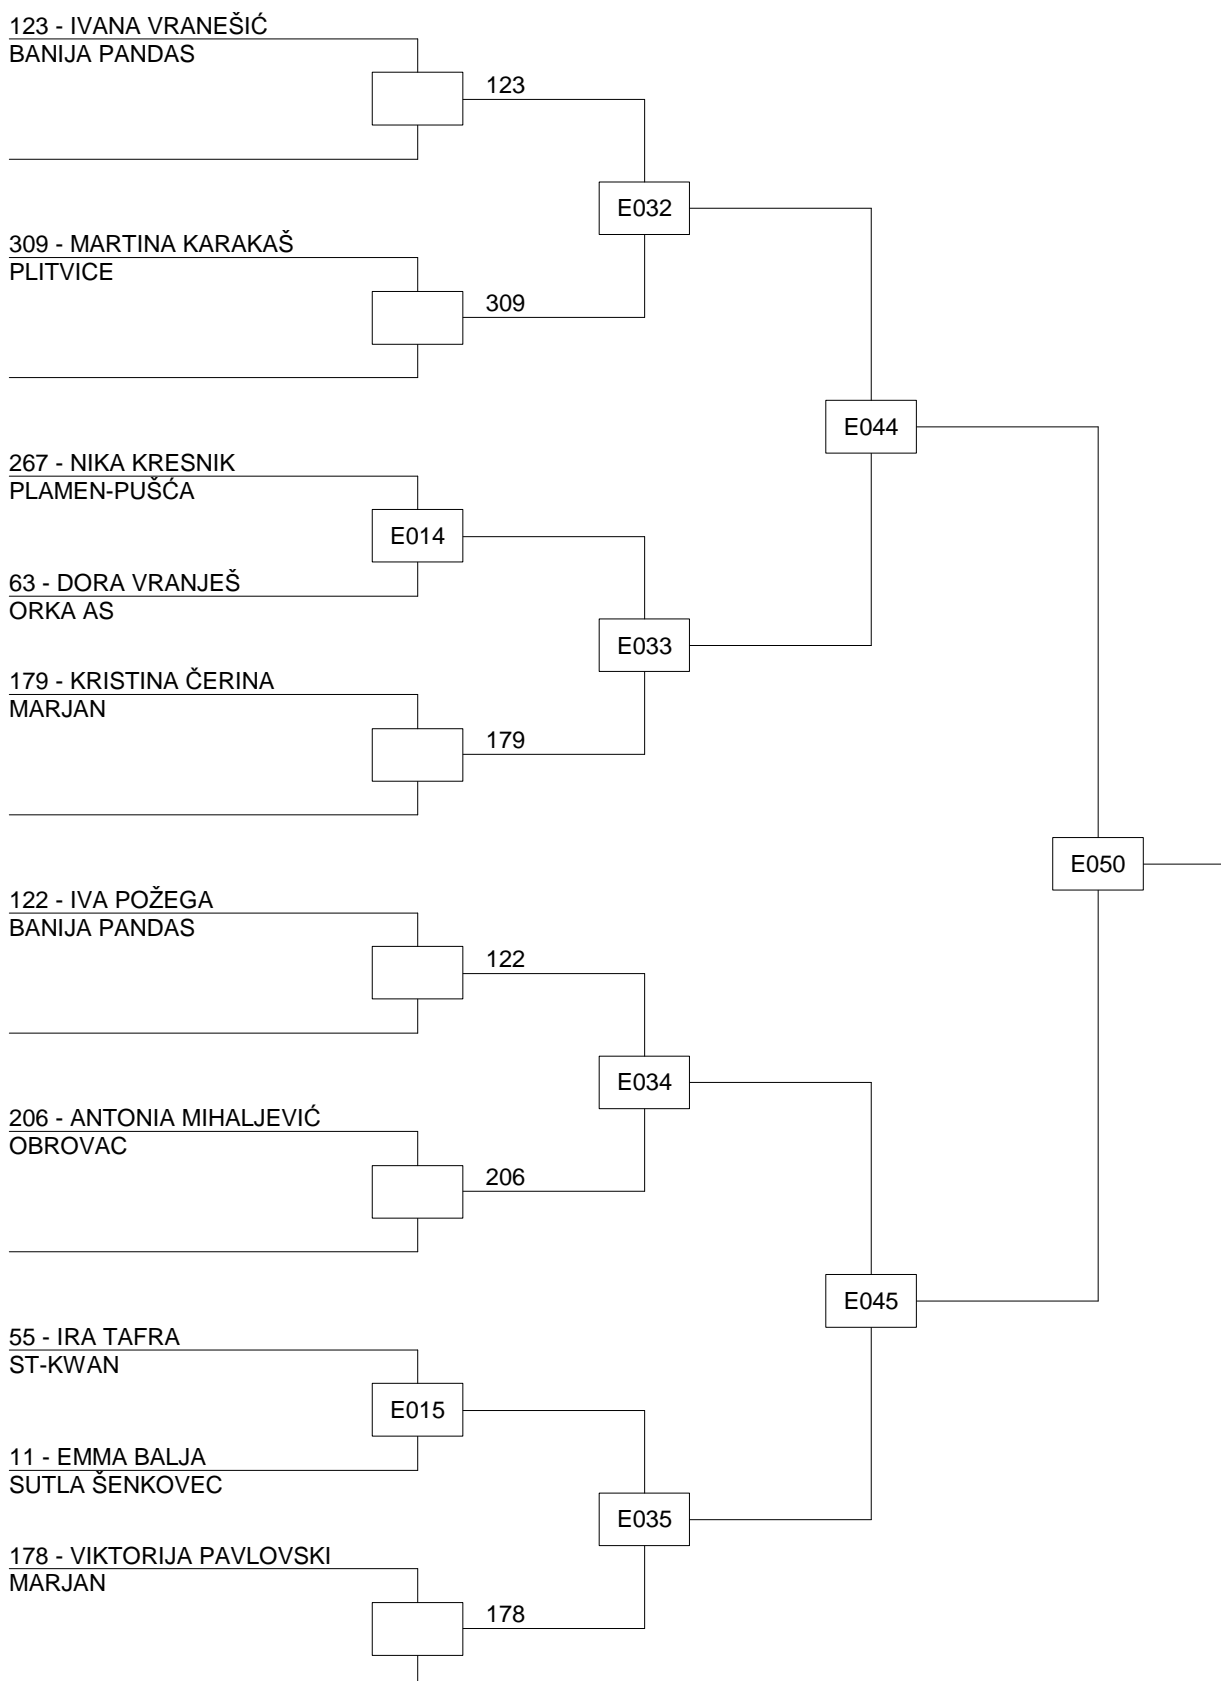 123 - IVANA VRANEŠIĆ
BANIJA PANDAS
123
E032
309 - MARTINA KARAKAŠ
PLITVICE
309
E044
267 - NIKA KRESNIK
PLAMEN-PUŠĆA
E014
63 - DORA VRANJEŠ
ORKA AS
E033
179 - KRISTINA ČERINA
MARJAN
179
E050
122 - IVA POŽEGA
BANIJA PANDAS
122
E034
206 - ANTONIA MIHALJEVIĆ
OBROVAC
206
E045
55 - IRA TAFRA
ST-KWAN
E015
11 - EMMA BALJA
SUTLA ŠENKOVEC
E035
178 - VIKTORIJA PAVLOVSKI
MARJAN
178